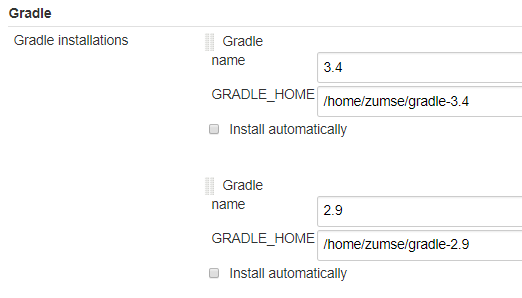 Gradle
Gradle installations
Gradle
name
3.4
GRADLE_HOME
/home/zumse/gradle-3.4
Install automatically
Gradle
name
2.9
GRADLE_HOME
/home/zumse/gradle-2.9
Install automatically